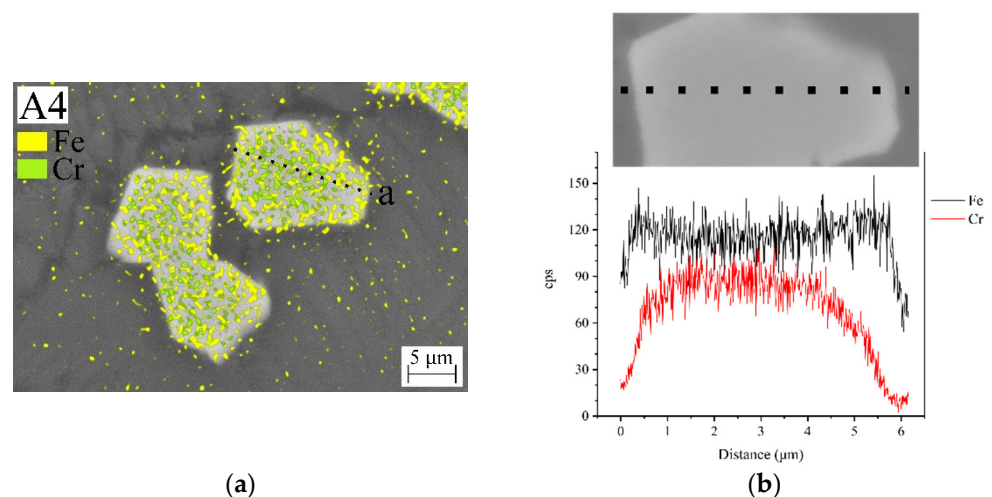 A4
Fe
Cr
a
5 μm
(a)
150
120
90
60
30
0
cps
0 1 2 3 4 5 6
Distance (μm)
Fe
Cr
(b)